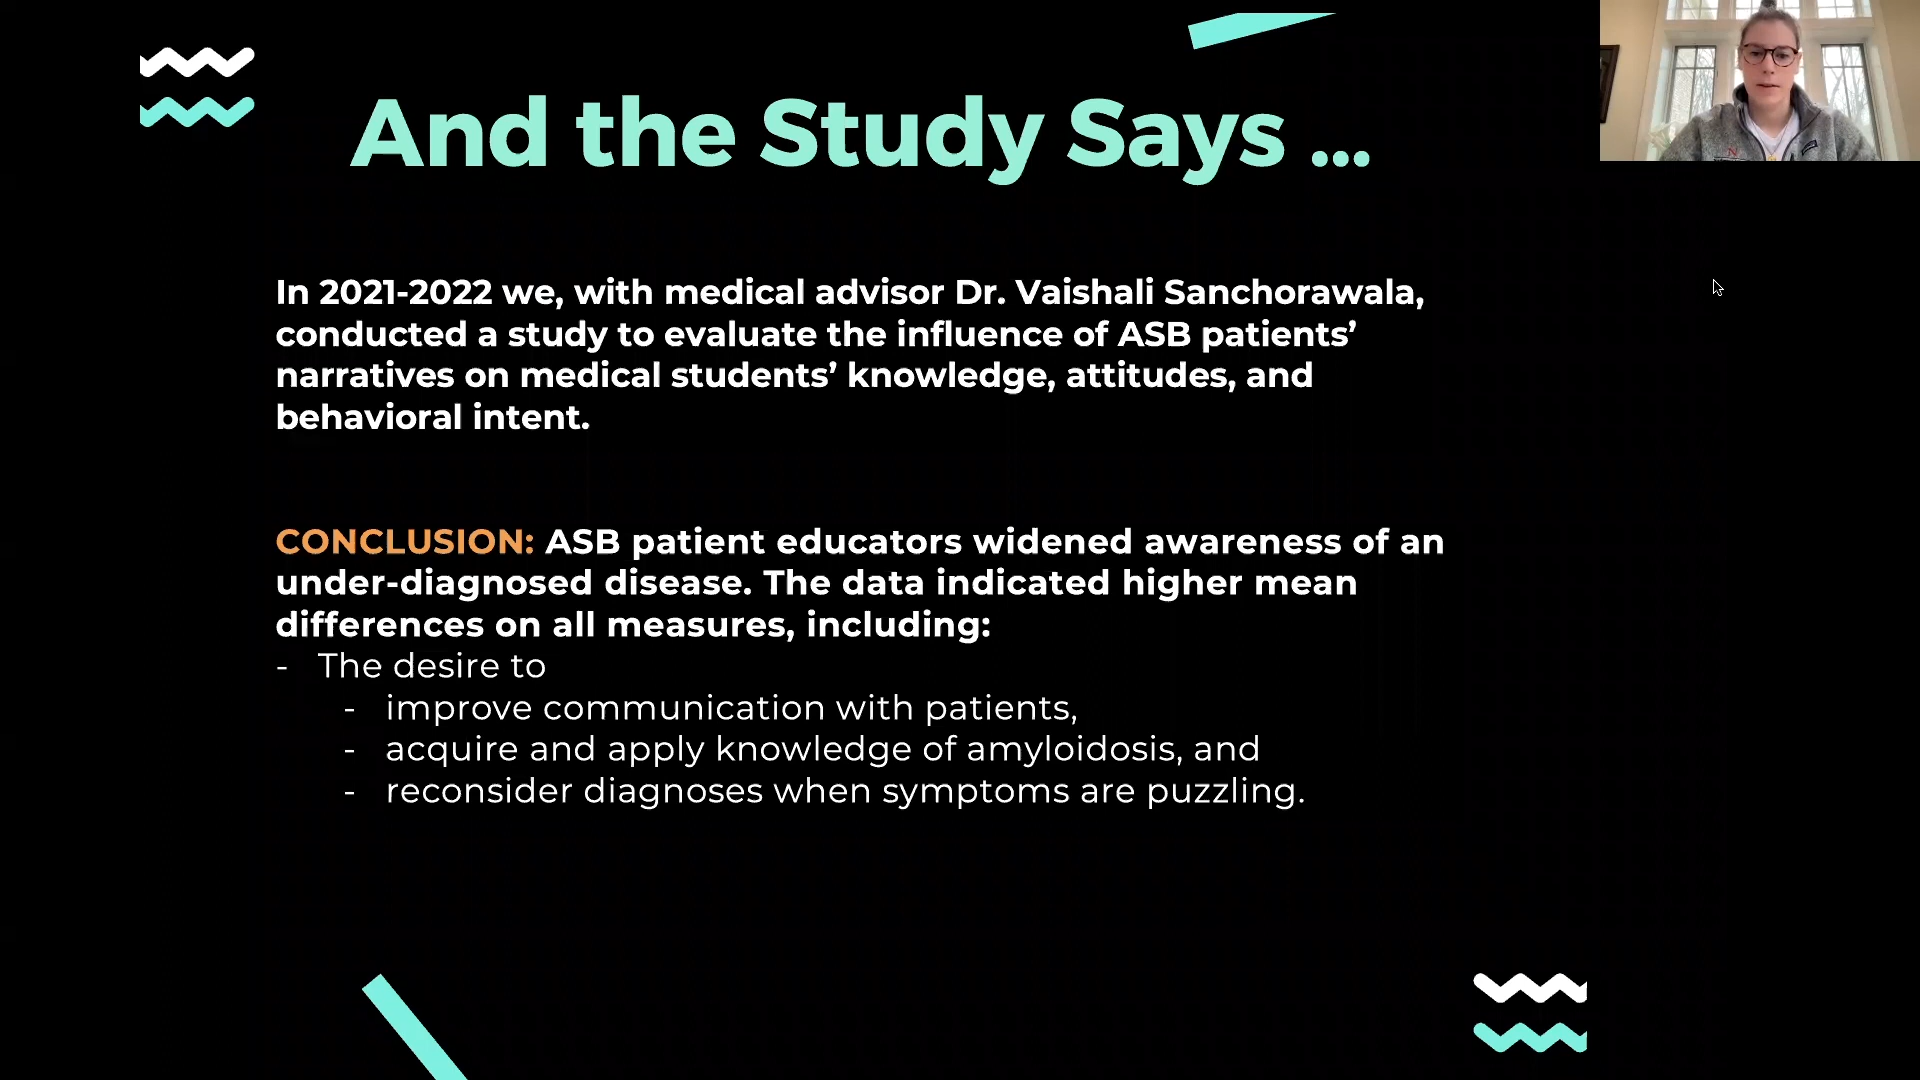 And the Study Says ...
In 2021-2022 we, with medical advisor Dr. Vaishali Sanchorawala,
conducted a study to evaluate the influence of ASB patients’
narratives on medical students’ knowledge, attitudes, and
behavioral intent.
CONCLUSION: ASB patient educators widened awareness of an
under-diagnosed disease. The data indicated higher mean
differences on all measures, including:
- The desire to
- improve communication with patients,
- acquire and apply knowledge of amyloidosis, and
- reconsider diagnoses when symptoms are puzzling.